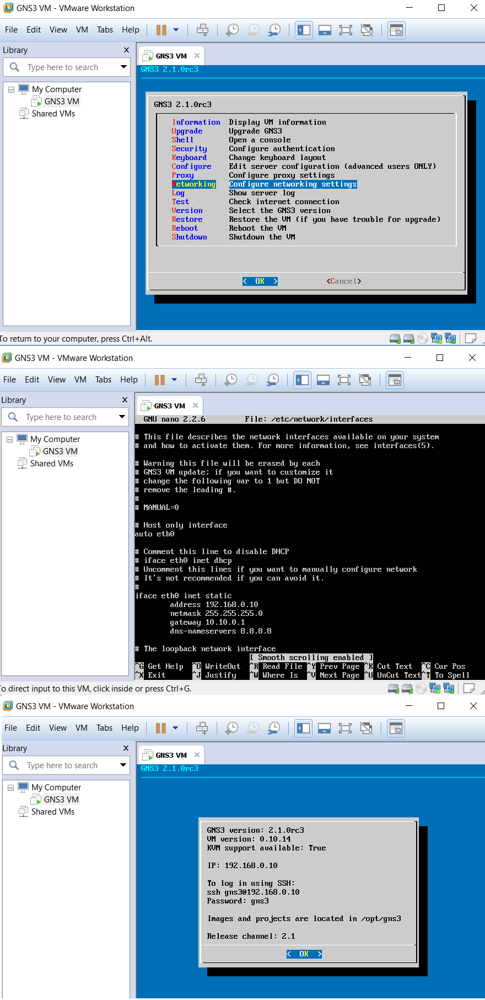 GNS3 VM - VMware Workstation
File Edit View VM Tabs Help
Library
Type here to search
My Computer
GNS3 VM
Shared VMs
GNS3 VM
GNS3 2.1.0rc3
GNS3 2.1.0rc3
Information Display VM information
Upgrade Upgrade GNS3
Shell Open a console
Security Configure authentication
Keyboard Change keyboard layout
Configure Edit server configuration (advanced users ONLY)
Proxy Configure proxy settings
Networking Configure networking settings
Log Show server log
Test Check internet connection
Version Select the GNS3 version
Restore Restore the VM (if you have trouble for upgrade)
Reboot Reboot the VM
Shutdown Shutdown the VM
< OK > <Cancel>
To return to your computer, press Ctrl+Alt.
GNS3 VM - VMware Workstation
File Edit View VM Tabs Help
Library
Type here to search
My Computer
GNS3 VM
Shared VMs
GNS3 VM
GNU nano 2.2.6 File: /etc/network/interfaces
# This file describes the network interfaces available on your system
# and how to activate them. For more information, see interfaces(5).
# Warning this file will be erased by each
# GNS3 VM update; if you want to customize it
# change the following var to 1 but DO NOT
# remove the leading #.
#
# MANUAL=0
# Host only interface
auto eth0
# Comment this line to disable DHCP
# iface eth0 inet dhcp
# Uncomment this lines if you want to manually configure network
# It's not recommended if you can avoid it.
#
iface eth0 inet static
address 192.168.0.10
netmask 255.255.255.0
gateway 10.10.0.1
dns-nameservers 8.8.8.8
# The loopback network interface
[ Smooth scrolling enabled ]
^G Get Help ^O WriteOut ^R Read File ^Y Prev Page ^K Cut Text ^C Cur Pos
^X Exit ^J Justify ^W Where Is ^V Next Page ^U UnCut Text ^T To Spell
To direct input to this VM, click inside or press Ctrl+G.
GNS3 VM - VMware Workstation
File Edit View VM Tabs Help
Library
Type here to search
My Computer
GNS3 VM
Shared VMs
GNS3 VM
GNS3 2.1.0rc3
GNS3 version: 2.1.0rc3
VM version: 0.10.14
KVM support available: True
IP: 192.168.0.10
To log in using SSH:
ssh gns3@192.168.0.10
Password: gns3
Images and projects are located in /opt/gns3
Release channel: 2.1
< OK >